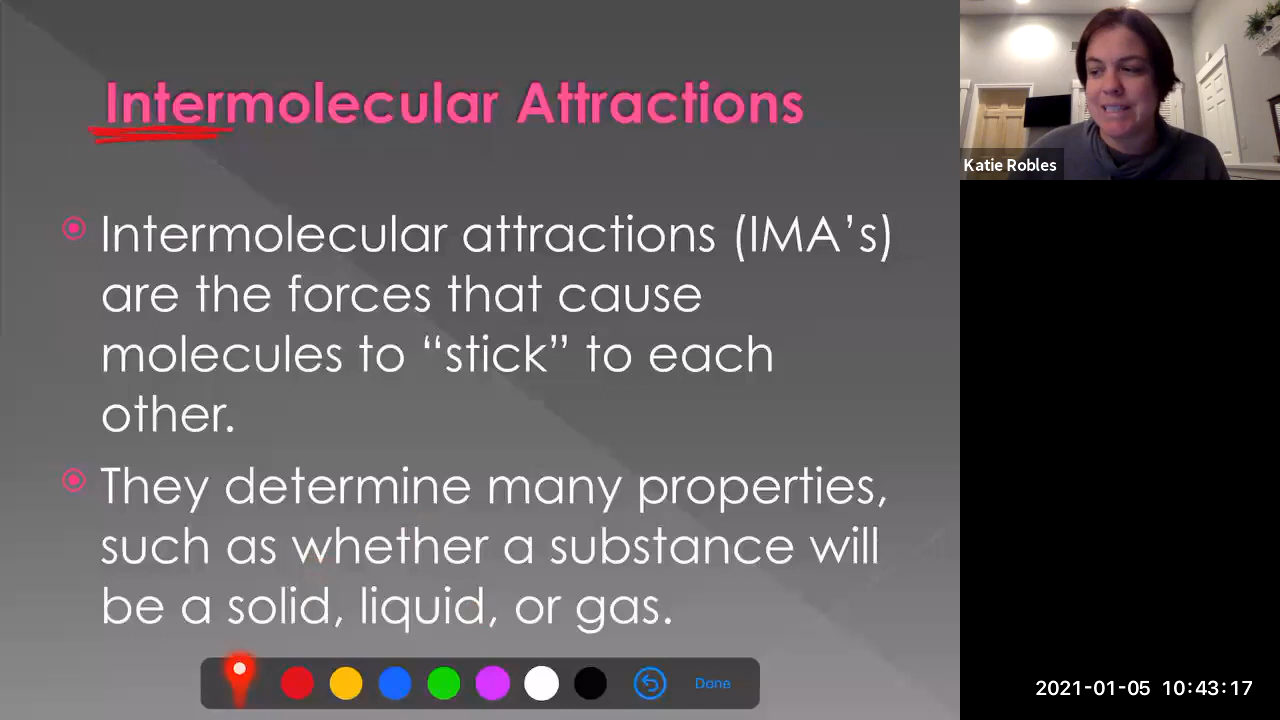 Intermolecular Attractions
Intermolecular attractions (IMA’s)
are the forces that cause
molecules to “stick” to each
other.
They determine many properties,
such as whether a substance will
be a solid, liquid, or gas.
Done
Katie Robles
2021-01-05 10:43:17